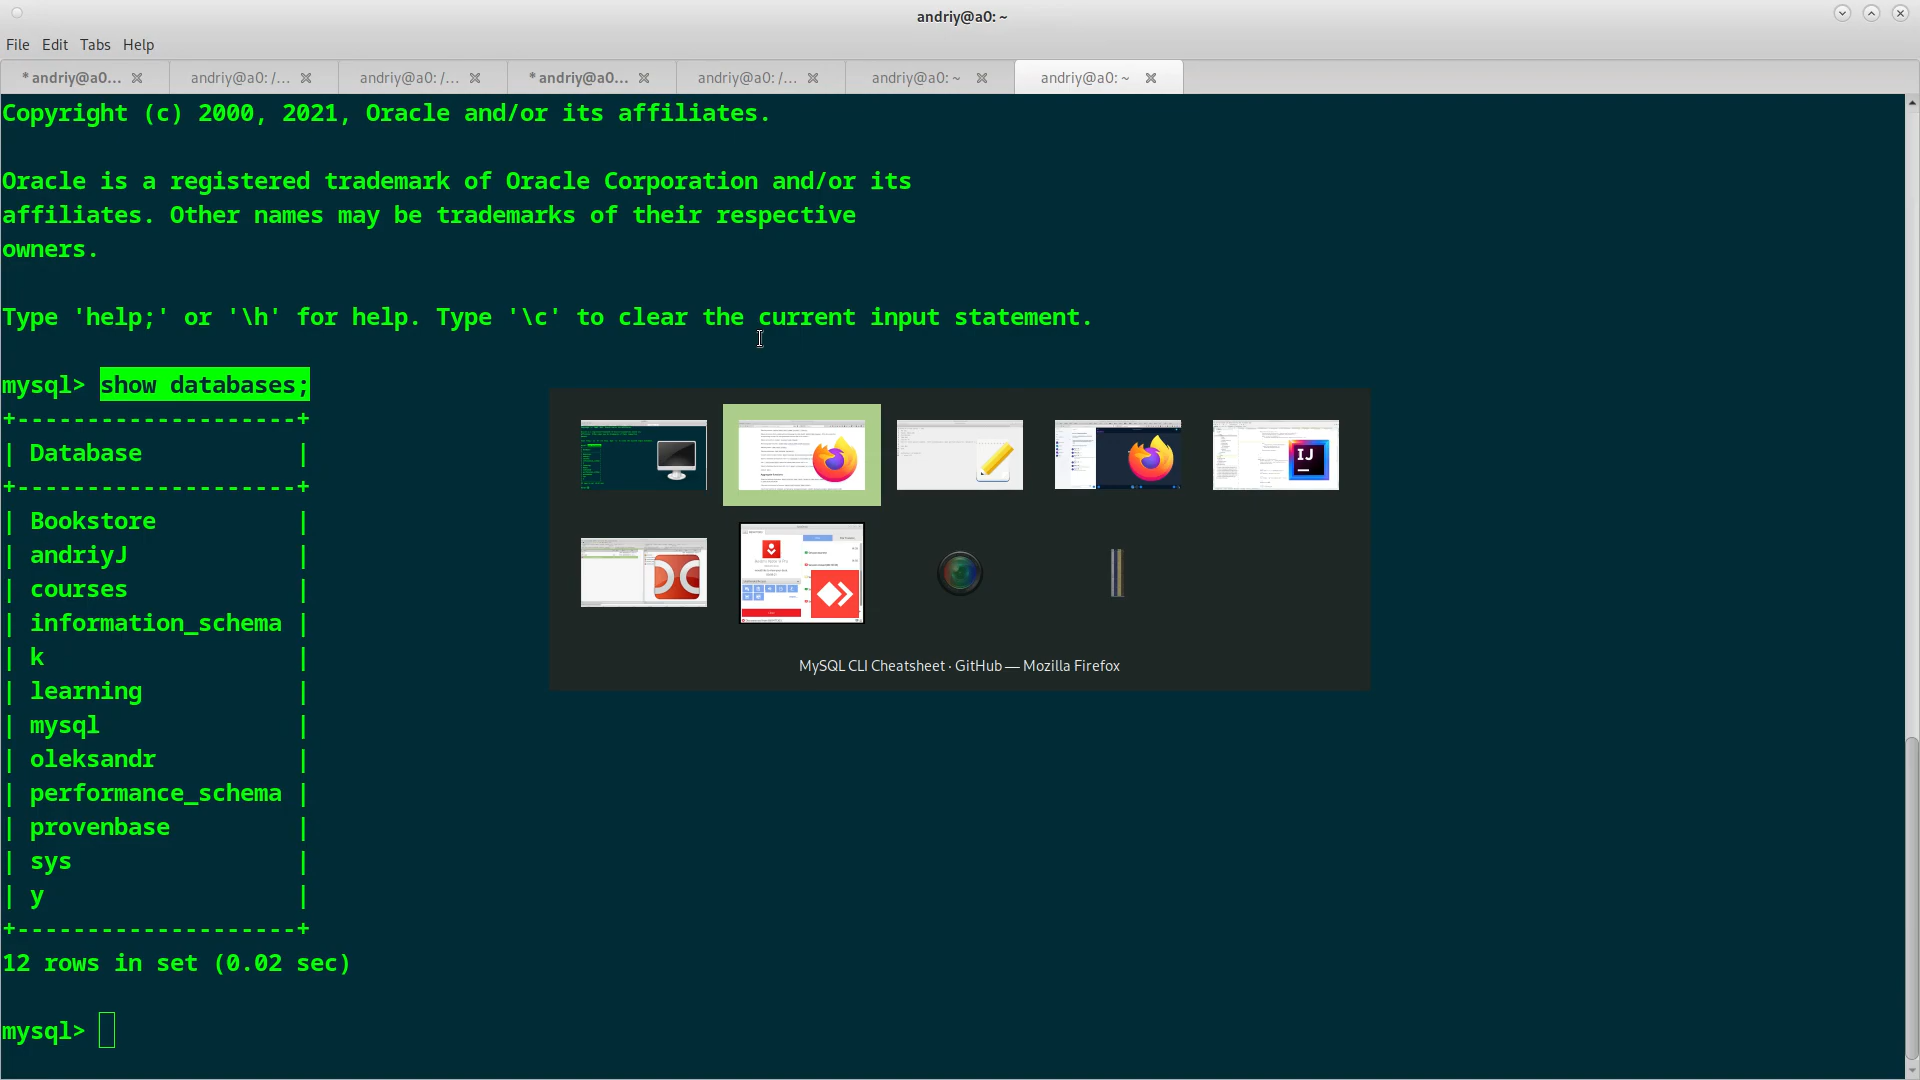 andriy@a0: ~
File Edit Tabs Help
* andriy@a0... andriy@a0: /... andriy@a0: /... * andriy@a0... andriy@a0: /... andriy@a0: ~ andriy@a0: ~
Copyright (c) 2000, 2021, Oracle and/or its affiliates.
Oracle is a registered trademark of Oracle Corporation and/or its
affiliates. Other names may be trademarks of their respective
owners.
Type 'help;' or '\h' for help. Type '\c' to clear the current input statement.
mysql> show databases;
+--------------------+
| Database           |
+--------------------+
| Bookstore          |
| andriyJ            |
| courses            |
| information_schema |
| k                  |
| learning           |
| mysql              |
| oleksandr          |
| performance_schema |
| provenbase         |
| sys                |
| y                  |
+--------------------+
12 rows in set (0.02 sec)
mysql>
IJ
MySQL CLI Cheatsheet · GitHub — Mozilla Firefox